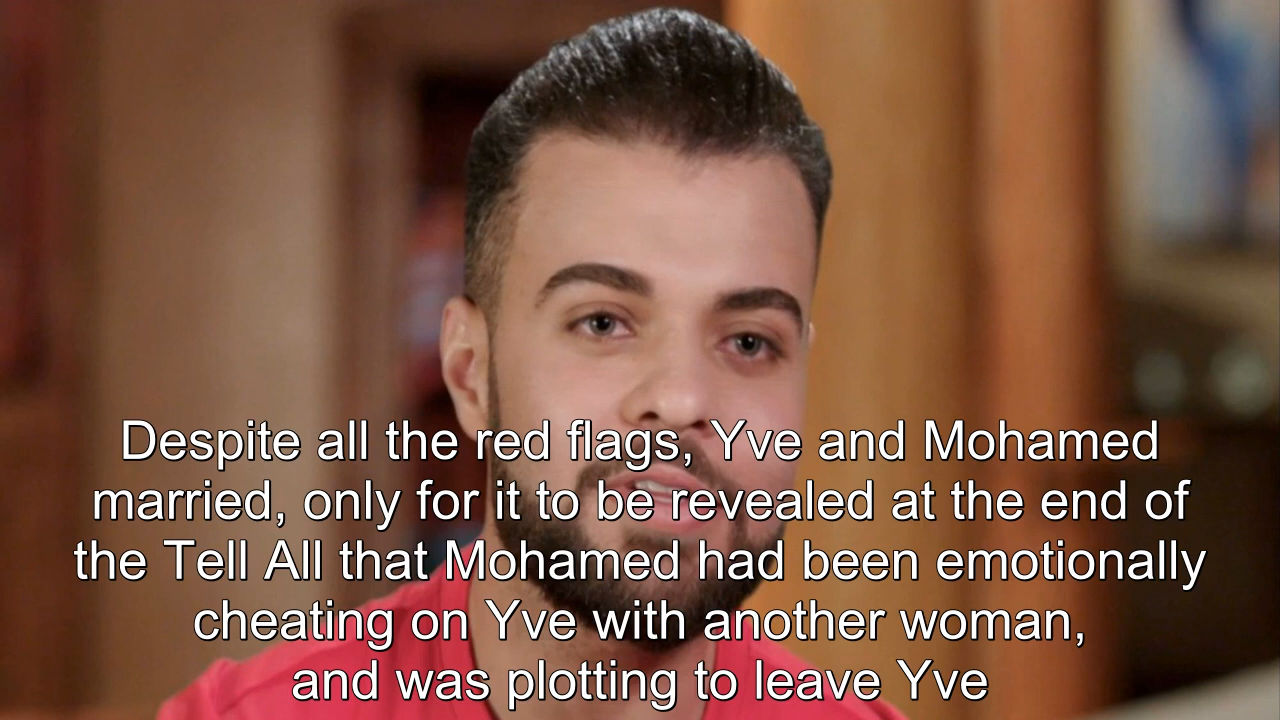 Despite all the red flags, Yve and Mohamed
married, only for it to be revealed at the end of
the Tell All that Mohamed had been emotionally
cheating on Yve with another woman,
and was plotting to leave Yve